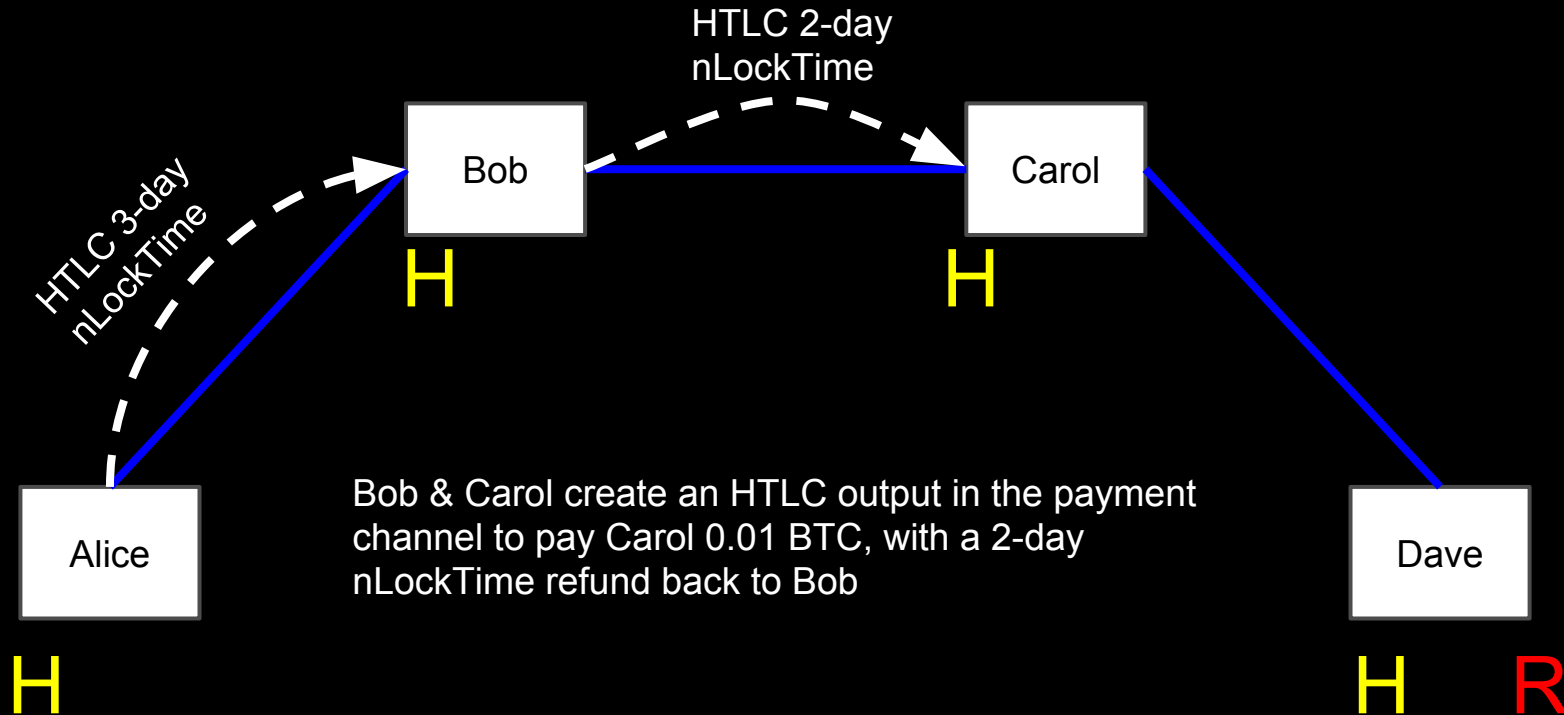 HTLC 2-day
nLockTime
HTLC 3-day
nLockTime
Bob
Carol
H
H
Bob & Carol create an HTLC output in the payment
channel to pay Carol 0.01 BTC, with a 2-day
nLockTime refund back to Bob
Alice
Dave
H
H R